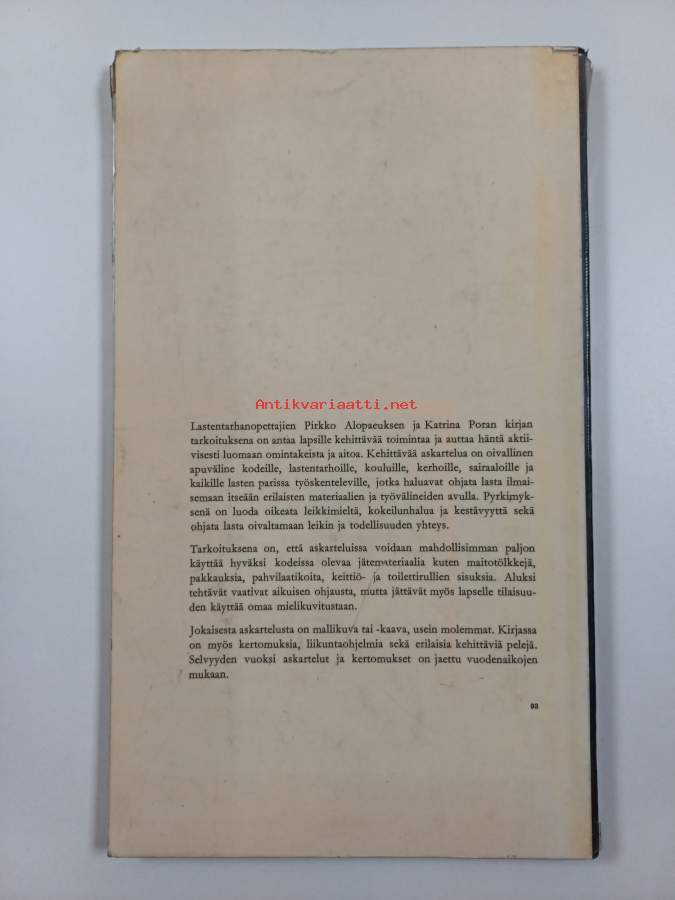 Antikvariaatti.net
Lastentarhanopettajien Pirkko Alopaeuksen ja Katrina Poran kirjan
tarkoituksena on antaa lapsille kehittävää toimintaa ja auttaa häntä aktii-
visesti luomaan omintakeista ja aitoa. Kehittävää askartelua on oivallinen
apuväline kodeille, lastentarhoille, kouluille, kerhoille, sairaaloille ja
kaikille lasten parissa työskenteleville, jotka haluavat ohjata lasta ilmai-
semaan itseään erilaisten materiaalien ja työvälineiden avulla. Pyrkimyk-
senä on luoda oikeata leikkimieltä, kokeilunhalua ja kestävyyttä sekä
ohjata lasta oivaltamaan leikin ja todellisuuden yhteys.
Tarkoituksena on, että askarteluissa voidaan mahdollisimman paljon
käyttää hyväksi kodeissa olevaa jätemateriaalia kuten maitotölkkejä,
pakkauksia, pahvilaatikoita, keittiö- ja toilettirullien sisuksia. Aluksi
tehtävät vaativat aikuisen ohjausta, mutta jättävät myös lapselle tilaisuu-
den käyttää omaa mielikuvitustaan.
Jokaisesta askartelusta on mallikuva tai -kaava, usein molemmat. Kirjassa
on myös kertomuksia, liikuntaohjelmia sekä erilaisia kehittäviä pelejä.
Selvyyden vuoksi askartelut ja kertomukset on jaettu vuodenaikojen
mukaan.
03